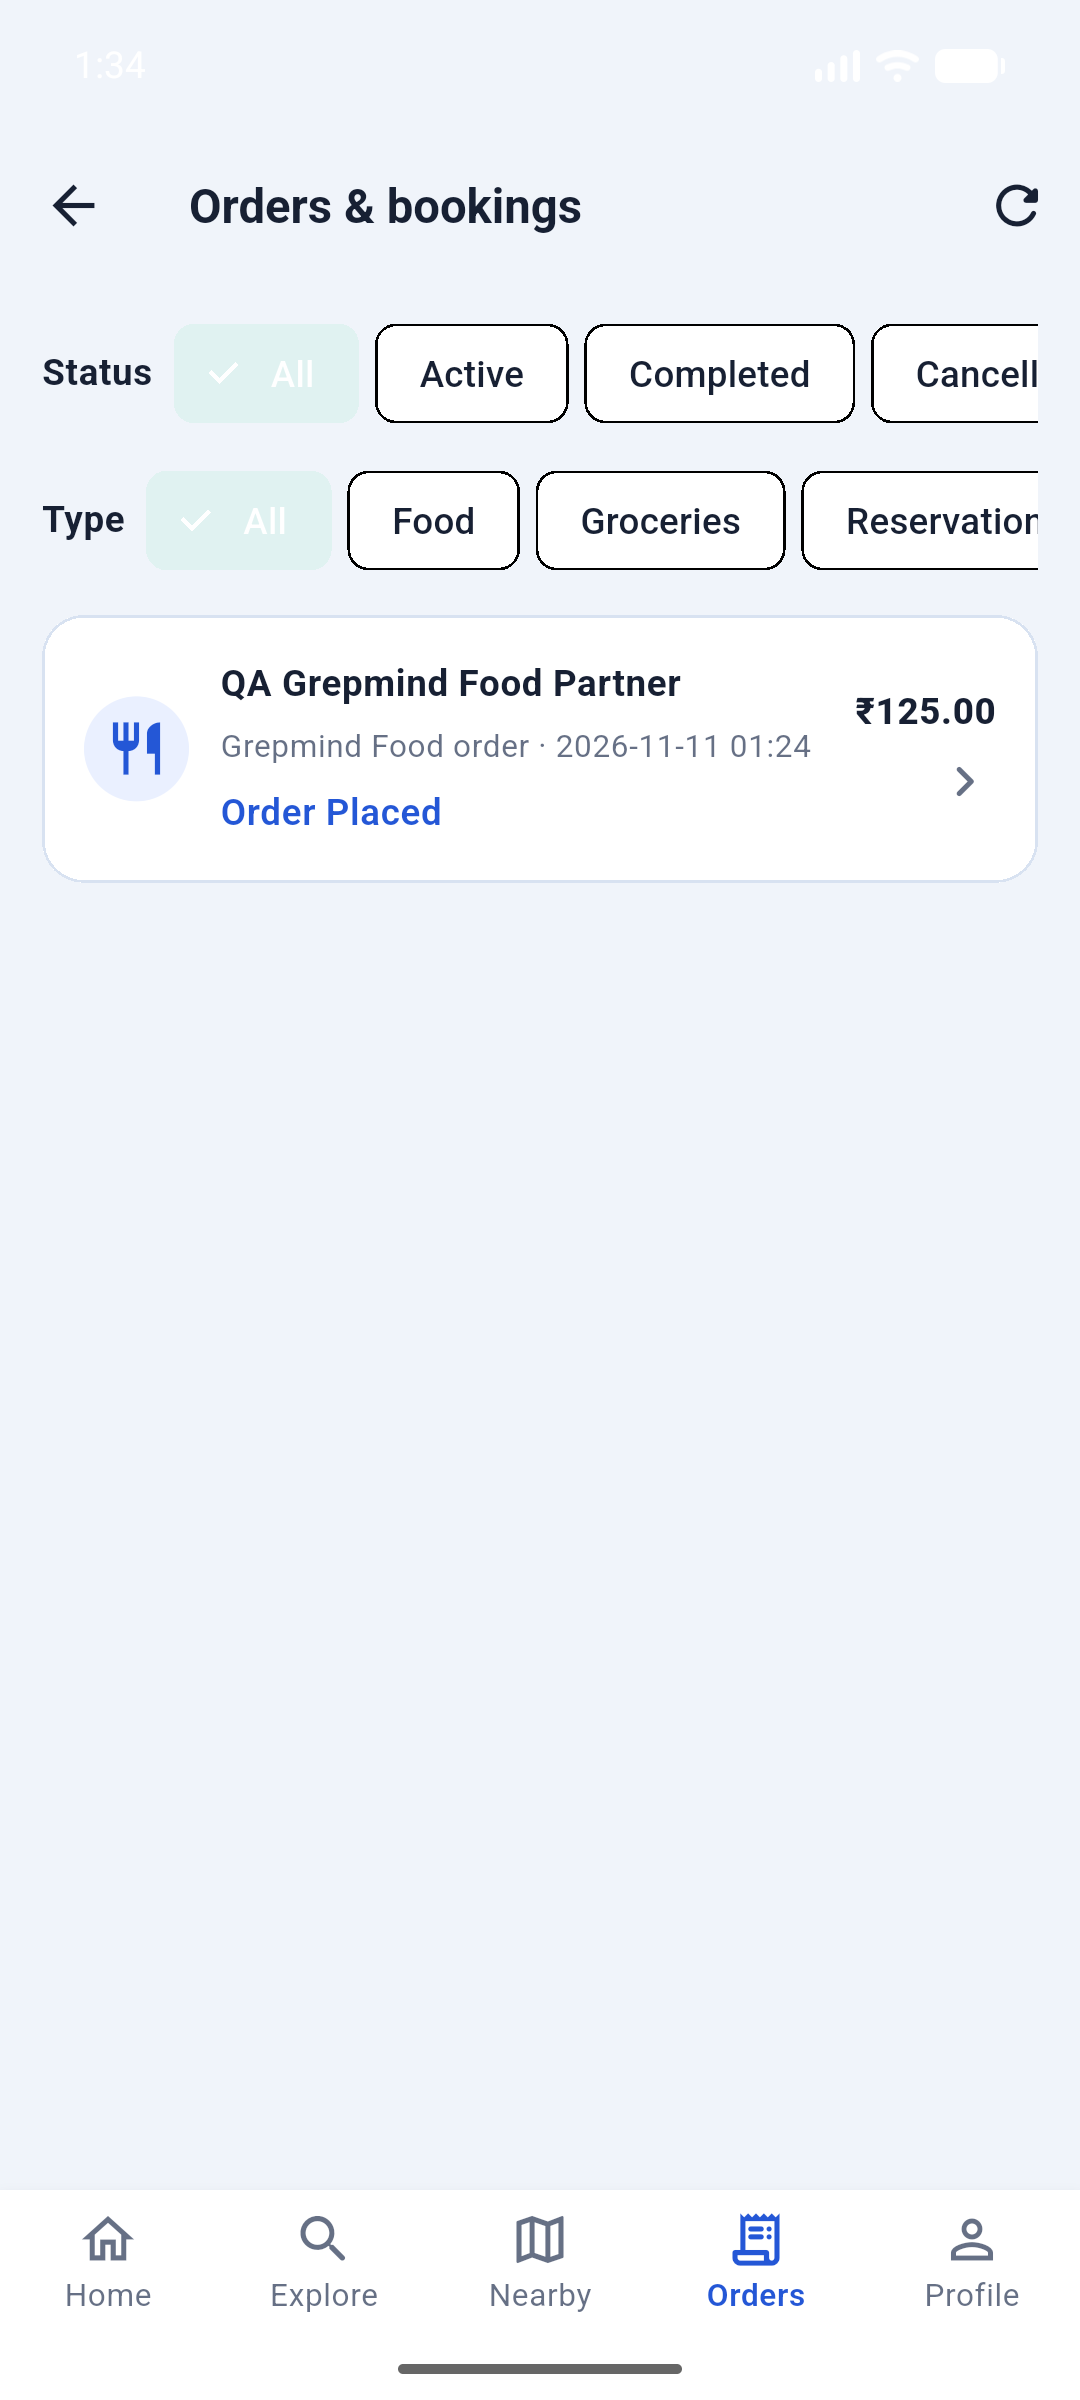 1:34
Orders & bookings
Status All Active Completed Cancell
Type All Food Groceries Reservation
QA Grepmind Food Partner
₹125.00
Grepmind Food order · 2026-11-11 01:24
Order Placed
Home Explore Nearby Orders Profile